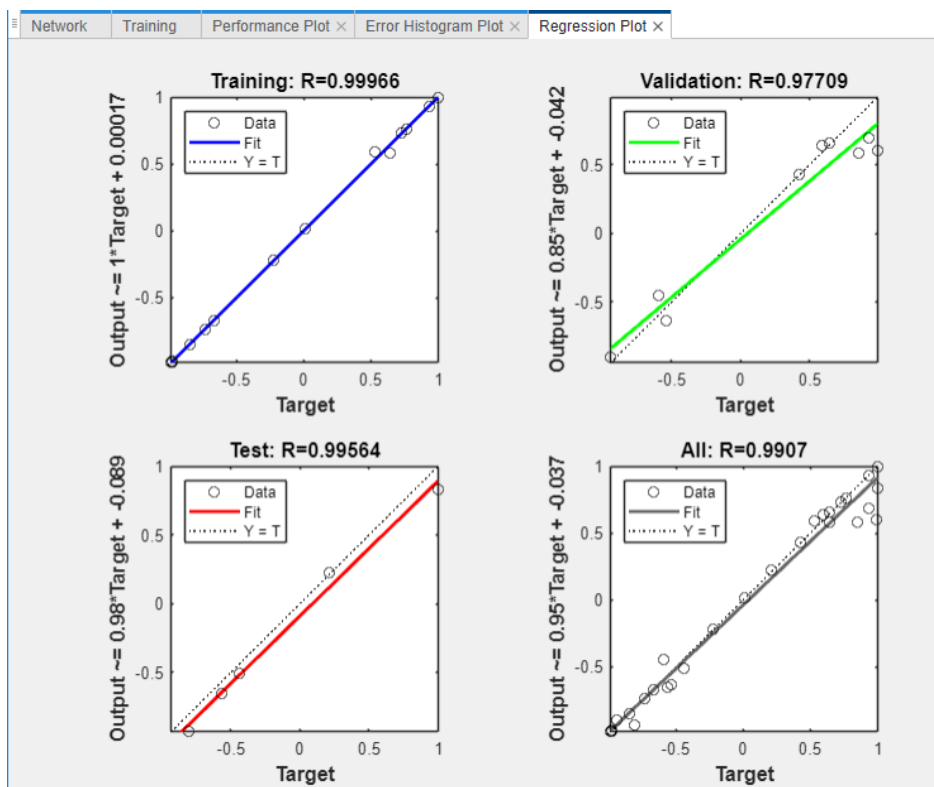 Network Training Performance Plot × Error Histogram Plot × Regression Plot ×
Training: R=0.99966
Output ~= 1*Target + 0.00017
1
0.5
0
-0.5
Data
Fit
Y = T
-0.5 0 0.5 1
Target
Validation: R=0.97709
Output ~= 0.85*Target + -0.042
0.5
0
-0.5
Data
Fit
Y = T
-0.5 0 0.5
Target
Test: R=0.99564
Output ~= 0.98*Target + -0.089
1
0.5
0
-0.5
Data
Fit
Y = T
-0.5 0 0.5 1
Target
All: R=0.9907
Output ~= 0.95*Target + -0.037
1
0.5
0
-0.5
Data
Fit
Y = T
-0.5 0 0.5 1
Target